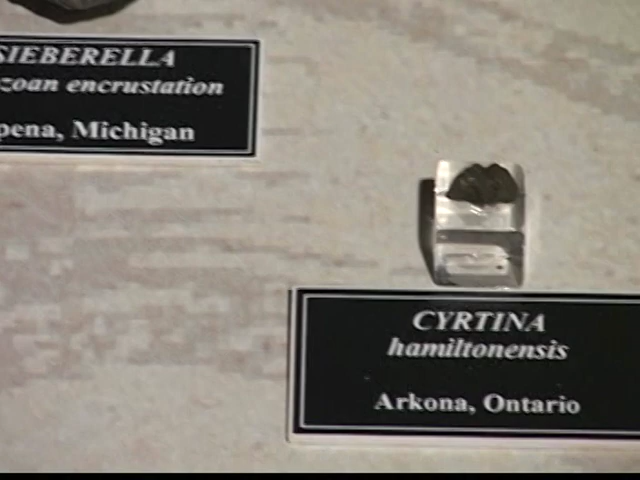 SIEBERELLA
zoan encrustation
pena, Michigan
CYRTINA
hamiltonensis
Arkona, Ontario